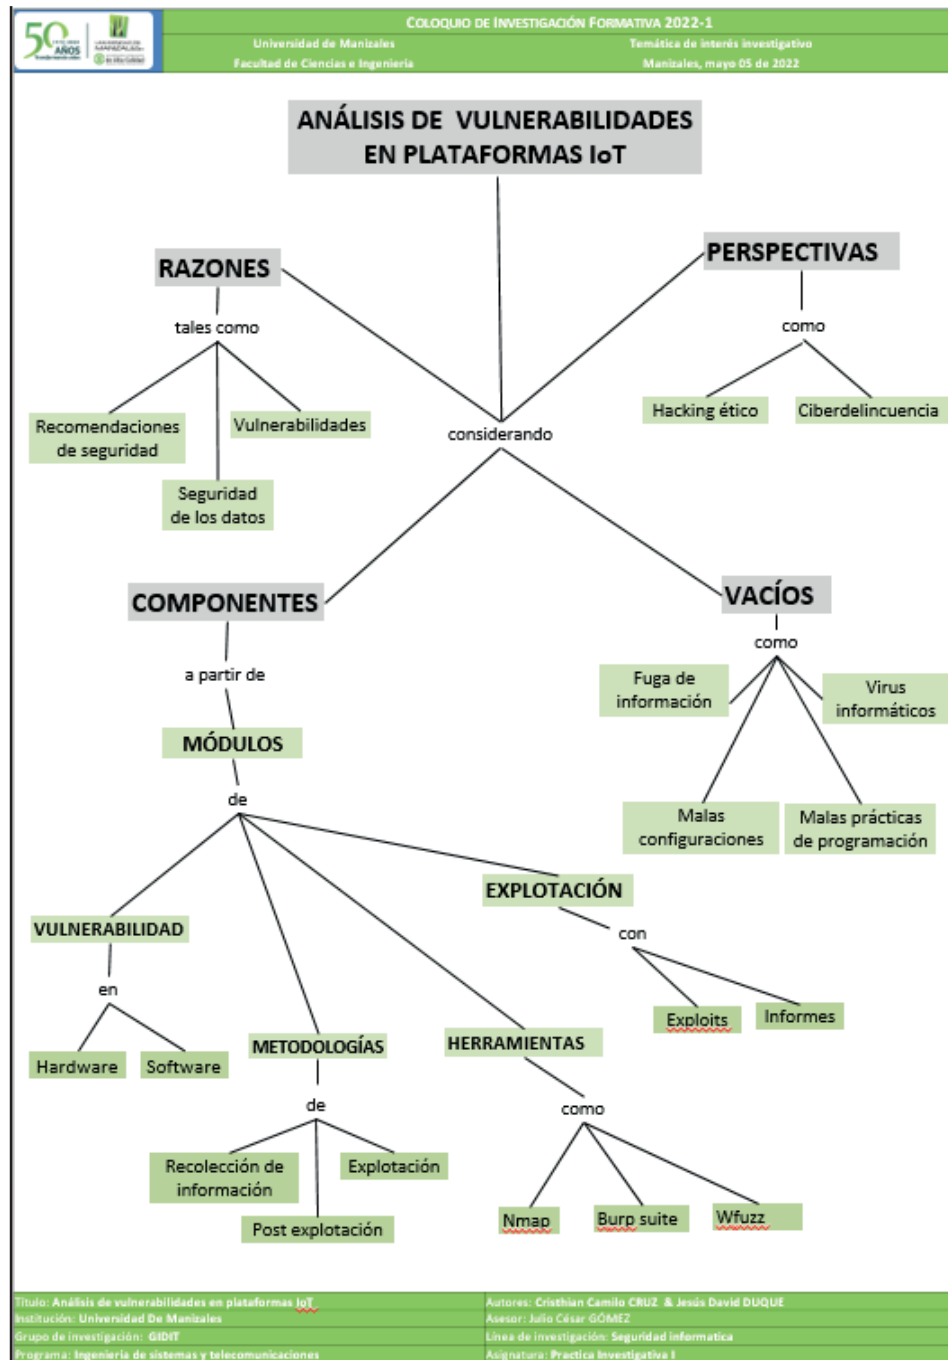 50
AÑOS
UNIVERSIDAD DE
MANIZALES
COLOQUIO DE INVESTIGACIÓN FORMATIVA 2022-1
Universidad de Manizales
Temática de interés investigativo
Facultad de Ciencias e Ingeniería
Manizales, mayo 05 de 2022
ANÁLISIS DE VULNERABILIDADES
EN PLATAFORMAS IoT
RAZONES
tales como
Recomendaciones
de seguridad
Vulnerabilidades
Seguridad
de los datos
PERSPECTIVAS
como
Hacking ético
Ciberdelincuencia
considerando
COMPONENTES
a partir de
MÓDULOS
de
VACÍOS
como
Fuga de
información
Virus
informáticos
Malas
configuraciones
Malas prácticas
de programación
VULNERABILIDAD
en
Hardware
Software
METODOLOGÍAS
de
Recolección de
información
Explotación
Post explotación
HERRAMIENTAS
como
Nmap
Burp suite
Wfuzz
EXPLOTACIÓN
con
Exploits
Informes
Título: Análisis de vulnerabilidades en plataformas IoT
Autores: Cristhian Camilo CRUZ & Jesús David DUQUE
Institución: Universidad De Manizales
Asesor: Julio César GÓMEZ
Grupo de investigación: GIDIT
Línea de investigación: Seguridad informatica
Programa: Ingeniería de sistemas y telecomunicaciones
Asignatura: Practica Investigativa I